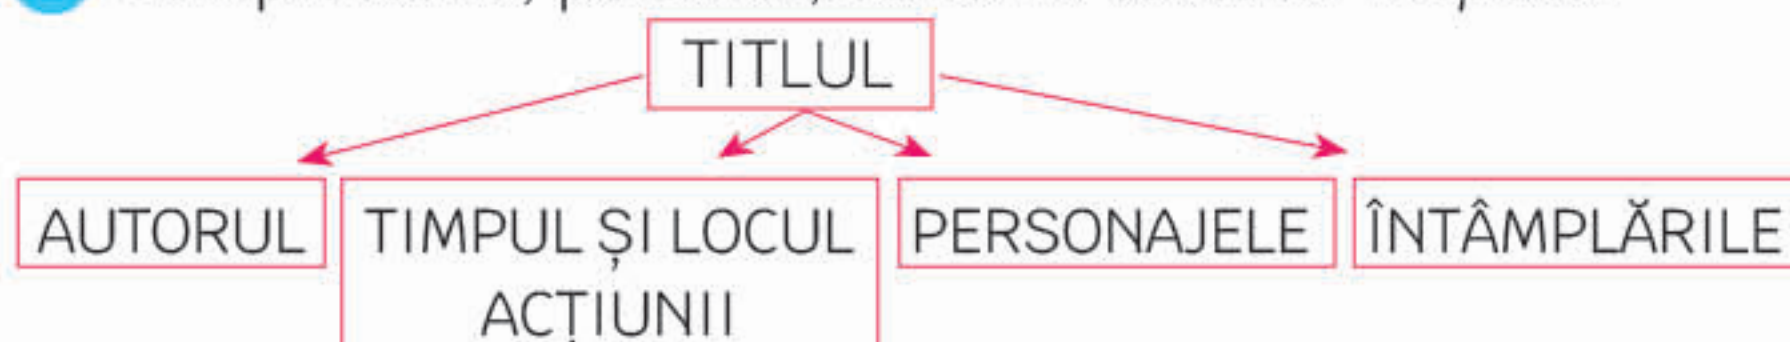 TITLUL
AUTORUL
TIMPUL ȘI LOCUL
ACȚIUNII
PERSONAJELE
ÎNTÂMPLĂRILE